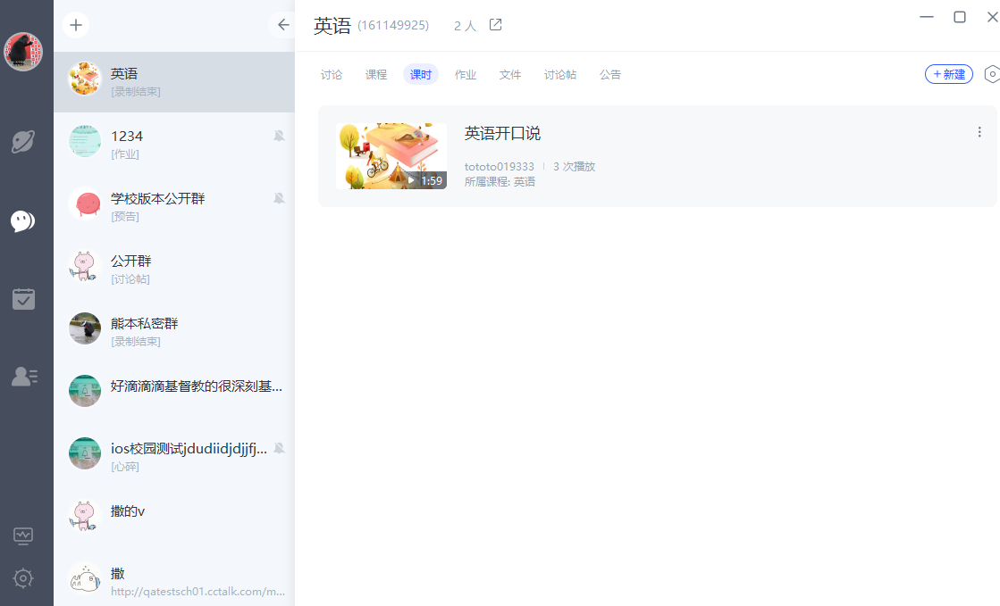 英语 (161149925) 2 人
讨论 课程 课时 作业 文件 讨论帖 公告
+ 新建
英语
[录制结束]
1234
[作业]
学校版本公开群
[预告]
公开群
[讨论帖]
熊本私密群
[录制结束]
好滴滴滴基督教的很深刻基...
ios校园测试jdudiidjdjjfj...
[心碎]
撒的v
撒
http://qatestsch01.cctalk.com/m...
1:59
英语开口说
tototo019333 | 3 次播放
所属课程: 英语